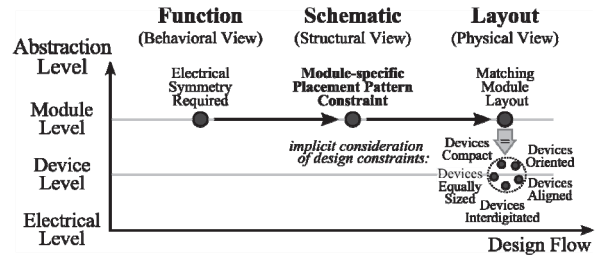 Function
(Behavioral View)
Schematic
(Structural View)
Layout
(Physical View)
Abstraction
Level
Electrical
Symmetry
Required
Module-specific
Placement Pattern
Constraint
Matching
Module
Layout
Module
Level
implicit consideration
of design constraints:
Devices
Compact
Devices
Oriented
Device
Level
Devices
Equally
Sized
Devices
Aligned
Devices
Interdigitated
Electrical
Level
Design Flow